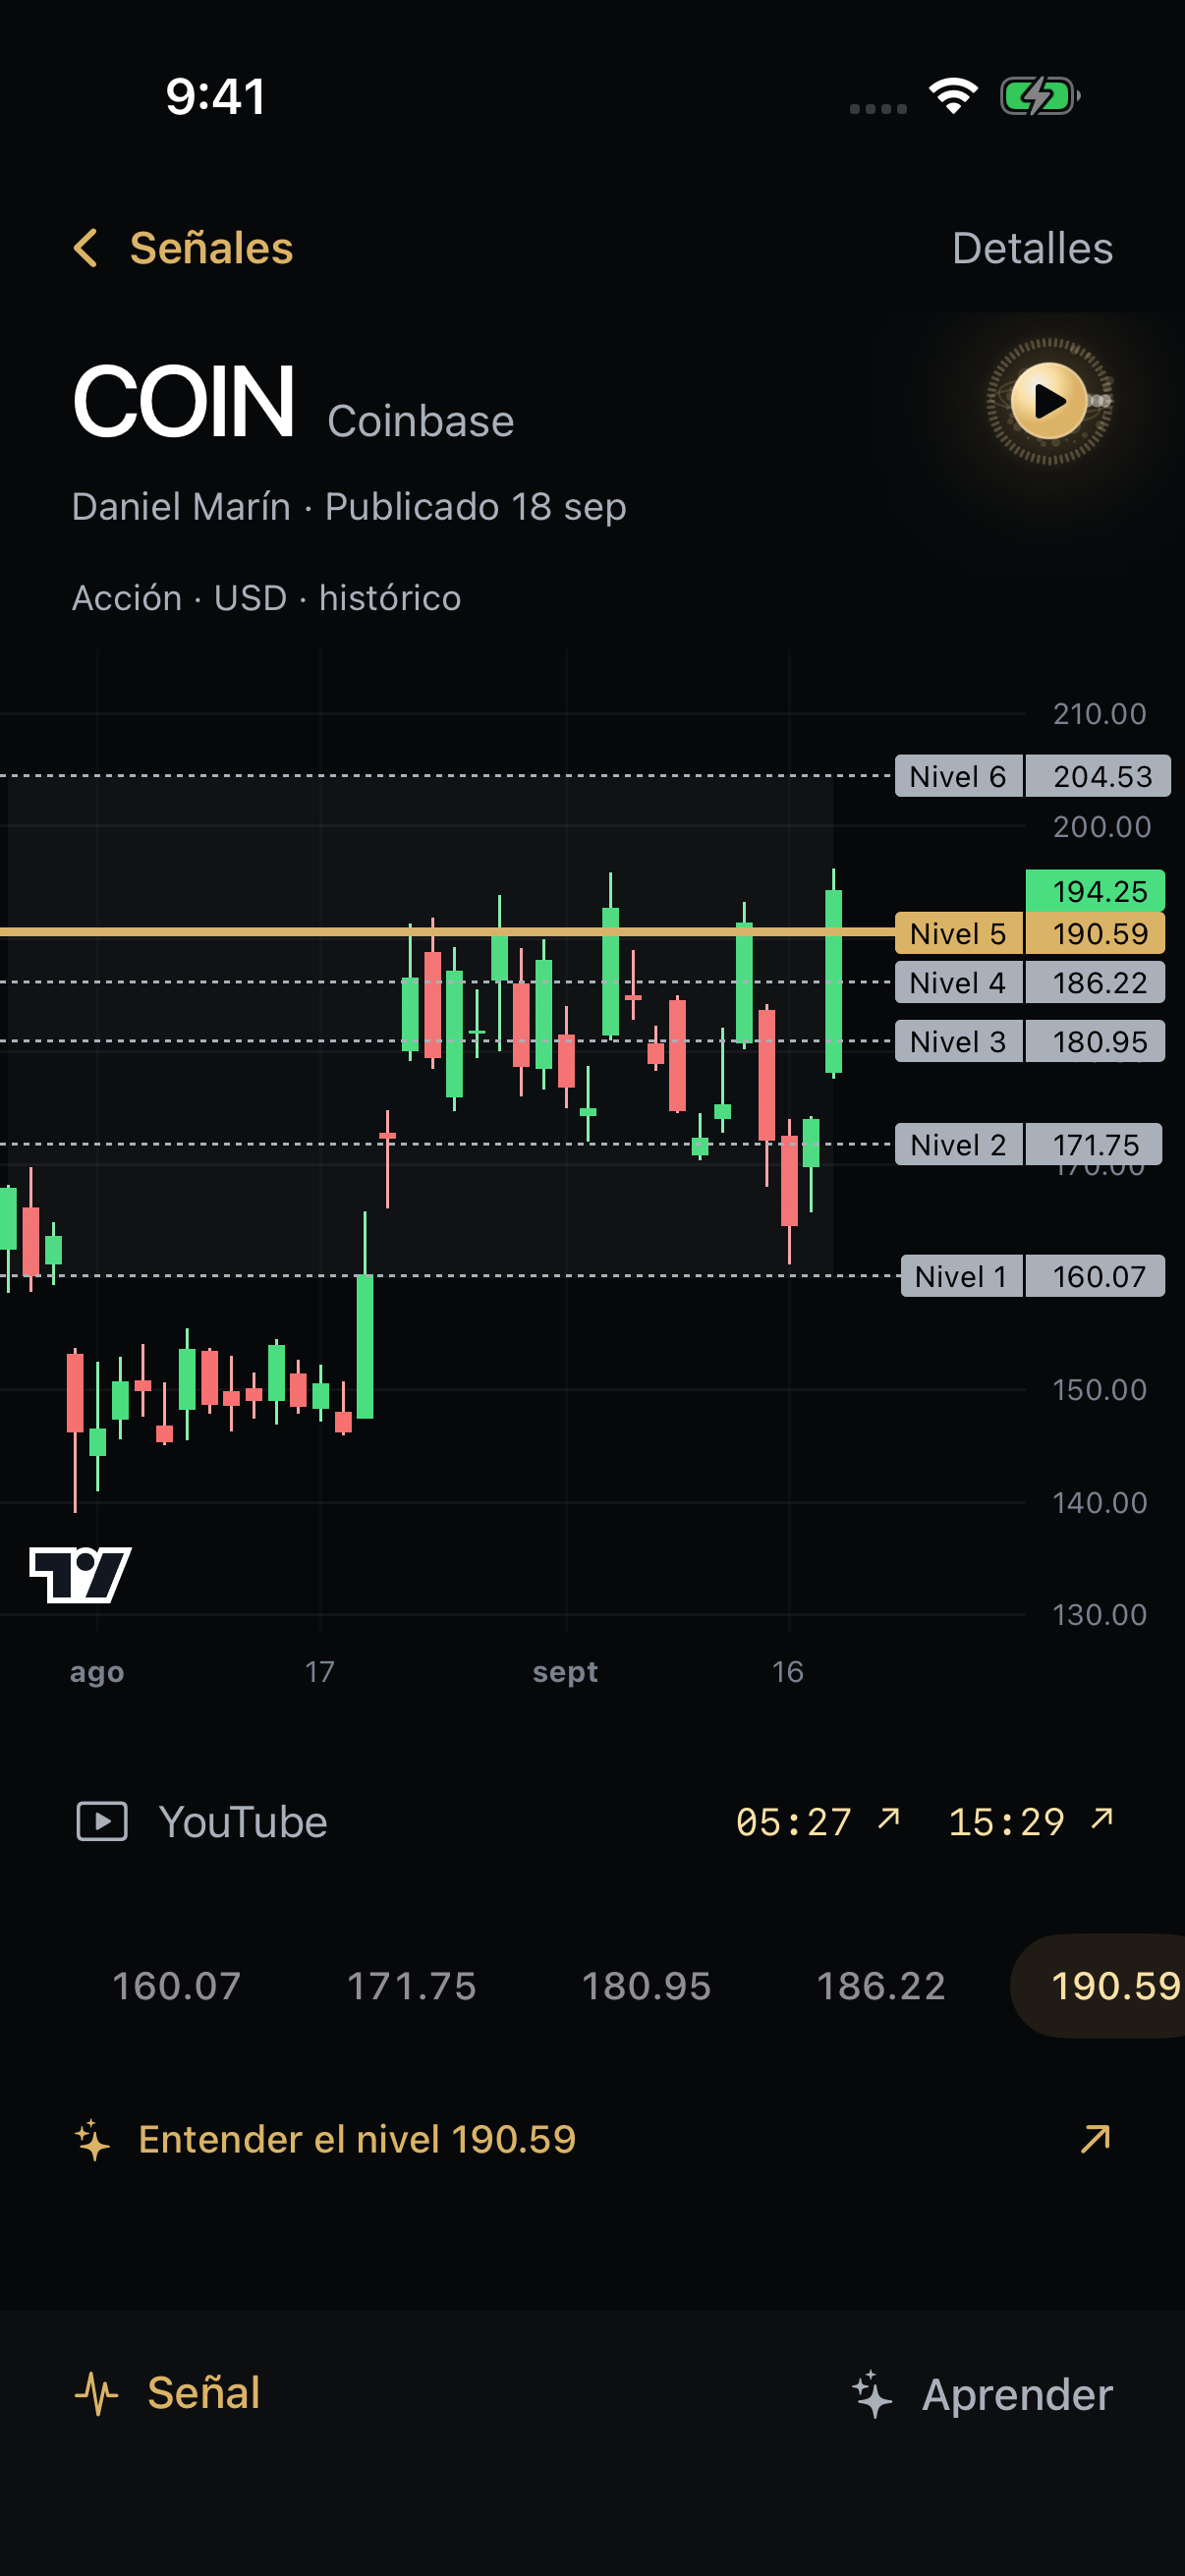 9:41
Señales
Detalles
COIN Coinbase
Daniel Marín · Publicado 18 sep
Acción · USD · histórico
210.00
Nivel 6 204.53
200.00
194.25
Nivel 5 190.59
Nivel 4 186.22
Nivel 3 180.95
Nivel 2 171.75
170.00
Nivel 1 160.07
150.00
140.00
130.00
ago 17 sept 16
YouTube 05:27 15:29
160.07 171.75 180.95 186.22 190.59
Entender el nivel 190.59
Señal
Aprender